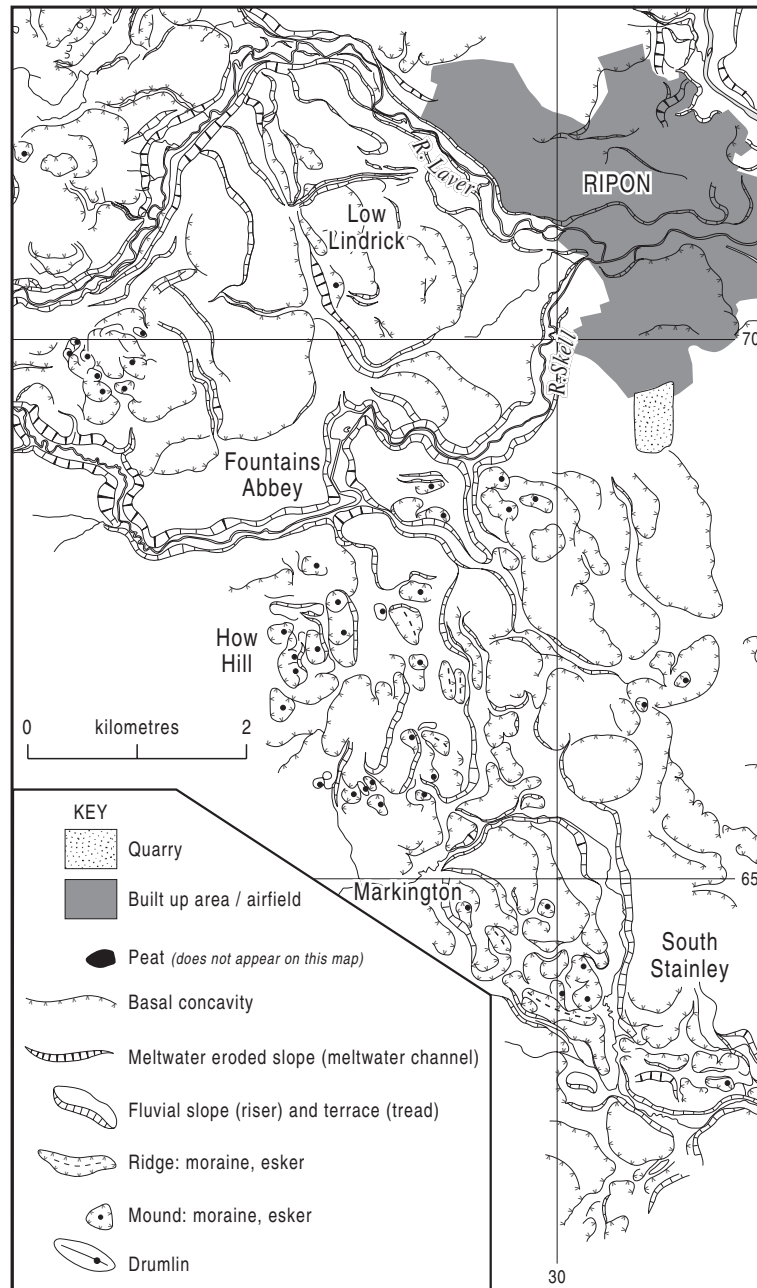 R. Laver
RIPON
Low
Lindrick
70
R. Skell
Fountains
Abbey
How
Hill
0 kilometres 2
KEY
Quarry
Built up area / airfield
Peat (does not appear on this map)
Basal concavity
Meltwater eroded slope (meltwater channel)
Fluvial slope (riser) and terrace (tread)
Ridge: moraine, esker
Mound: moraine, esker
Drumlin
Markington
65
South
Stainley
30